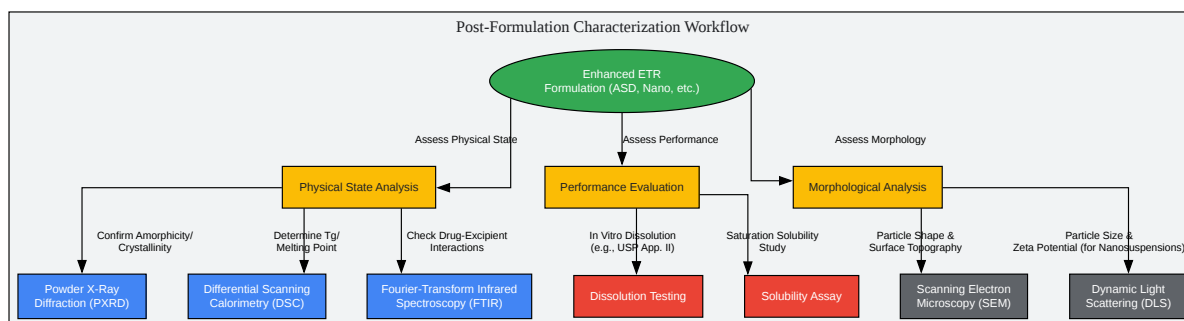 Post-Formulation Characterization Workflow
Enhanced ETR
Formulation (ASD, Nano, etc.)
Assess Physical State
Assess Performance
Assess Morphology
Physical State Analysis
Performance Evaluation
Morphological Analysis
Confirm Amorphicity/
Crystallinity
Determine Tg/
Melting Point
Check Drug-Excipient
Interactions
In Vitro Dissolution
(e.g., USP App. II)
Saturation Solubility
Study
Particle Shape &
Surface Topography
Particle Size &
Zeta Potential (for Nanosuspensions)
Powder X-Ray
Diffraction (PXRD)
Differential Scanning
Calorimetry (DSC)
Fourier-Transform Infrared
Spectroscopy (FTIR)
Dissolution Testing
Solubility Assay
Scanning Electron
Microscopy (SEM)
Dynamic Light
Scattering (DLS)